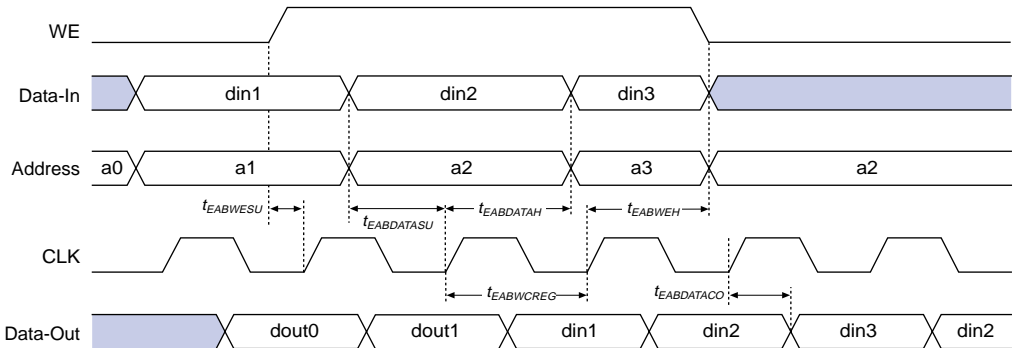 WE
Data-In din1 din2 din3
Address a0 a1 a2 a3 a2
tEABWESU tEABDATASU tEABDATAH tEABWEH
CLK
tEABWCREG tEABDATACO
Data-Out dout0 dout1 din1 din2 din3 din2